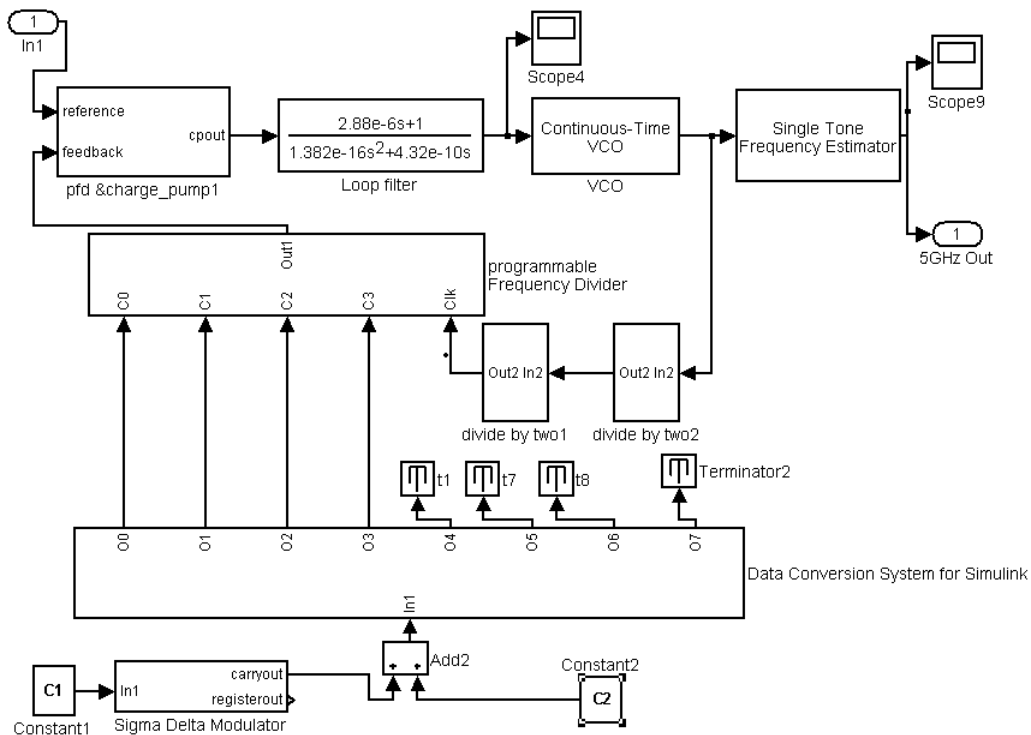 1
In1
Scope4
Scope9
reference
feedback
cpout
pfd &charge_pump1
2.88e-6s+1
1.382e-16s2+4.32e-10s
Loop filter
Continuous-Time
VCO
VCO
Single Tone
Frequency Estimator
1
5GHz Out
Out1
C0
C1
C2
C3
Clk
programmable
Frequency Divider
Out2 In2
divide by two1
Out2 In2
divide by two2
t1
t7
t8
Terminator2
O0
O1
O2
O3
O4
O5
O6
O7
In1
Data Conversion System for Simulink
Add2
+ +
C1
Constant1
In1
carryout
registerout
Sigma Delta Modulator
Constant2
C2